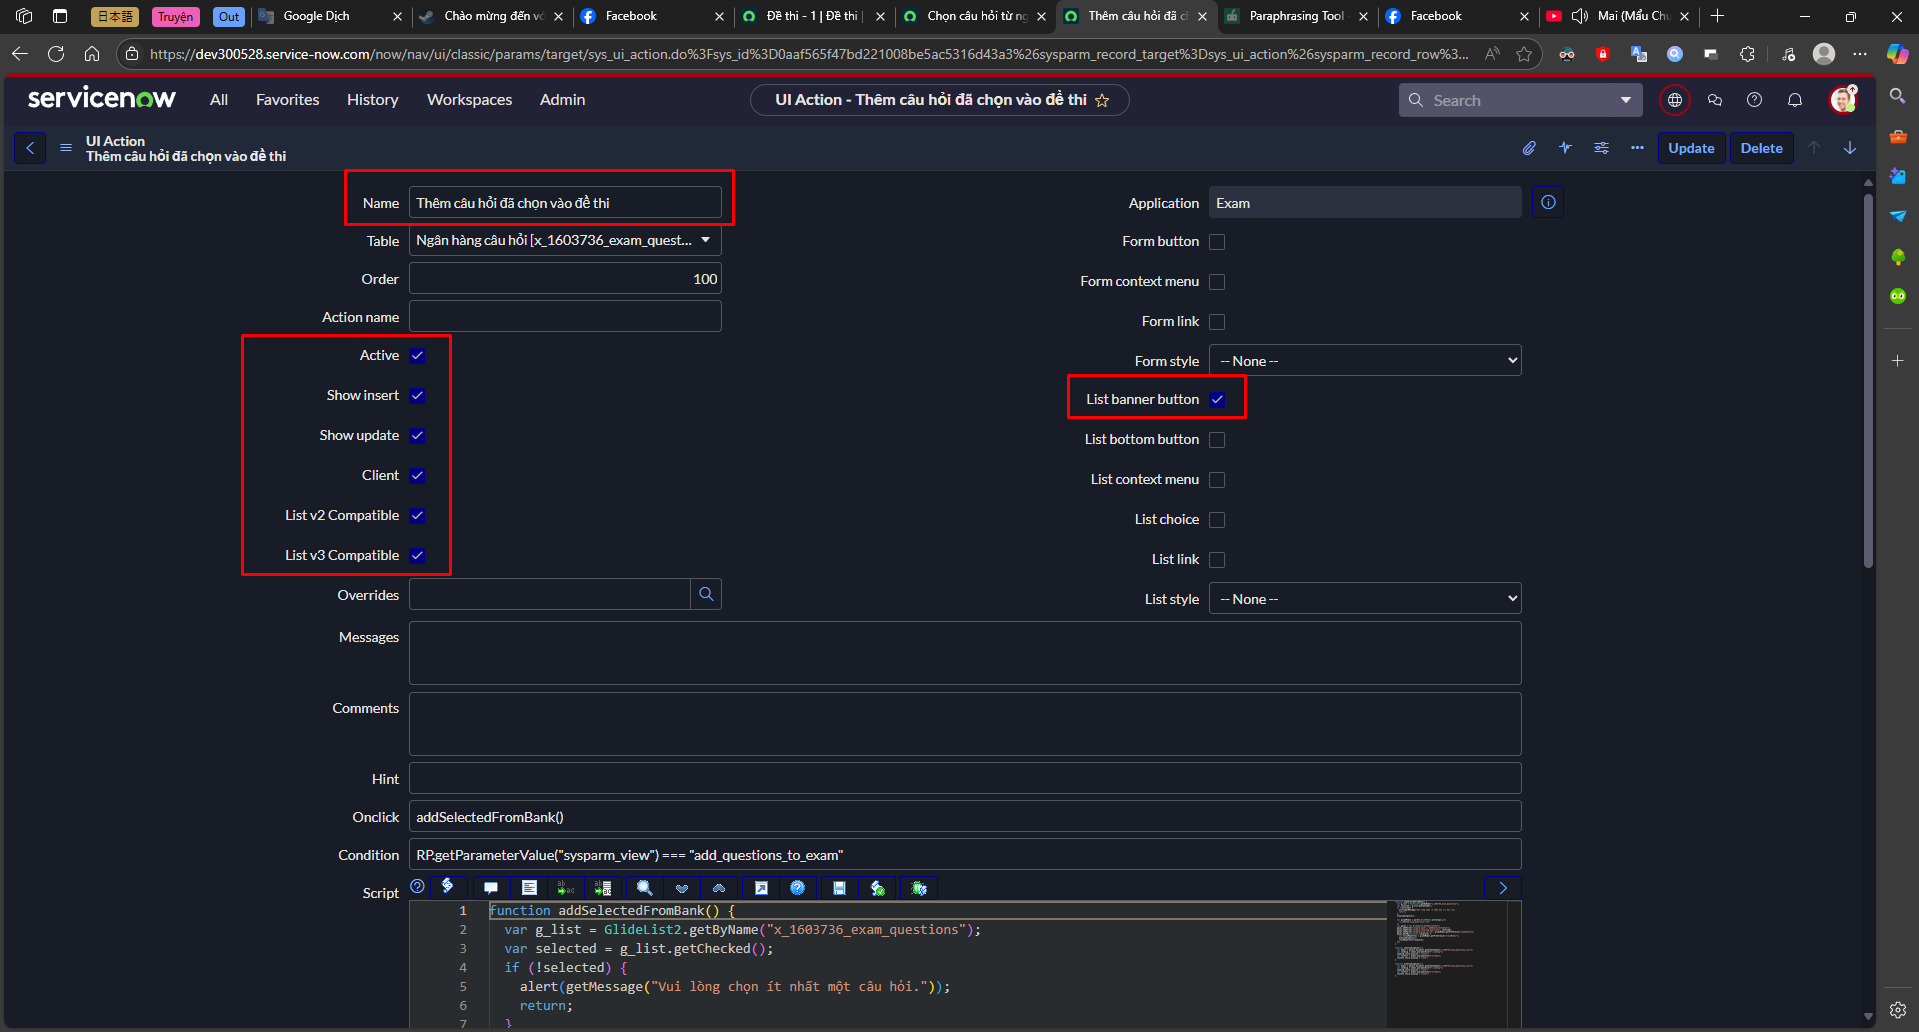 日本語
Truyện
Out
Google Dịch
Chào mừng đến vớ
Facebook
Đề thi - 1 | Đề thi |
Chọn câu hỏi từ ng
Thêm câu hỏi đã c
Paraphrasing Tool
Facebook
Mai (Mẩu Chu
https://dev300528.service-now.com/now/nav/ui/classic/params/target/sys_ui_action.do%3Fsys_id%3D0aaf565f47bd221008be5ac5316d43a3%26sysparm_record_target%3Dsys_ui_action%26sysparm_record_row%3...
servicenow
All
Favorites
History
Workspaces
Admin
UI Action - Thêm câu hỏi đã chọn vào đề thi
Search
UI Action
Thêm câu hỏi đã chọn vào đề thi
Update
Delete
Name
Thêm câu hỏi đã chọn vào đề thi
Application
Exam
Table
Ngân hàng câu hỏi [x_1603736_exam_quest...
Form button
Order
100
Form context menu
Action name
Form link
Active
Form style
-- None --
Show insert
List banner button
Show update
List bottom button
Client
List context menu
List v2 Compatible
List choice
List v3 Compatible
List link
Overrides
List style
-- None --
Messages
Comments
Hint
Onclick
addSelectedFromBank()
Condition
RP.getParameterValue("sysparm_view") === "add_questions_to_exam"
Script
1 function addSelectedFromBank() {
2 var g_list = GlideList2.getByName("x_1603736_exam_questions");
3 var selected = g_list.getChecked();
4 if (!selected) {
5 alert(getMessage("Vui lòng chọn ít nhất một câu hỏi."));
6 return;
7 }